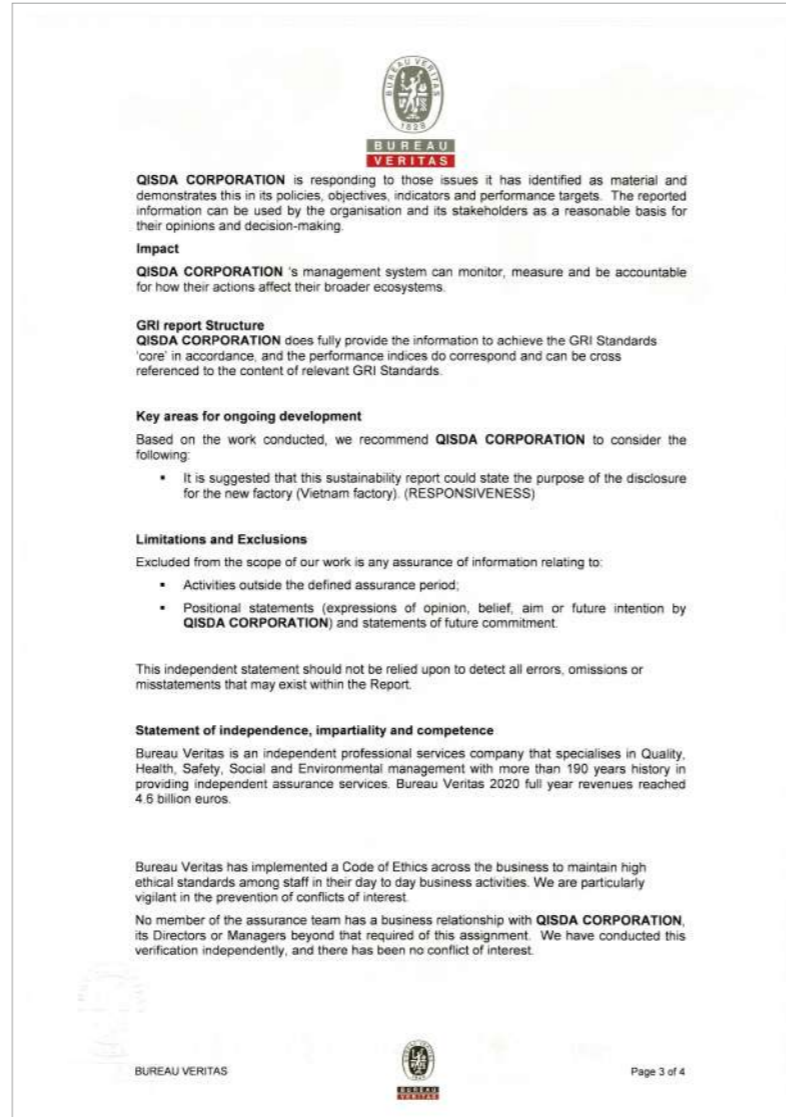 BUREAU VERITAS
1828
BUREAU
VERITAS
QISDA CORPORATION is responding to those issues it has identified as material and
demonstrates this in its policies, objectives, indicators and performance targets. The reported
information can be used by the organisation and its stakeholders as a reasonable basis for
their opinions and decision-making.
Impact
QISDA CORPORATION 's management system can monitor, measure and be accountable
for how their actions affect their broader ecosystems.
GRI report Structure
QISDA CORPORATION does fully provide the information to achieve the GRI Standards
'core' in accordance, and the performance indices do correspond and can be cross
referenced to the content of relevant GRI Standards.
Key areas for ongoing development
Based on the work conducted, we recommend QISDA CORPORATION to consider the
following:
▪ It is suggested that this sustainability report could state the purpose of the disclosure
for the new factory (Vietnam factory). (RESPONSIVENESS)
Limitations and Exclusions
Excluded from the scope of our work is any assurance of information relating to:
▪ Activities outside the defined assurance period;
▪ Positional statements (expressions of opinion, belief, aim or future intention by
QISDA CORPORATION) and statements of future commitment.
This independent statement should not be relied upon to detect all errors, omissions or
misstatements that may exist within the Report.
Statement of independence, impartiality and competence
Bureau Veritas is an independent professional services company that specialises in Quality,
Health, Safety, Social and Environmental management with more than 190 years history in
providing independent assurance services. Bureau Veritas 2020 full year revenues reached
4.6 billion euros.
Bureau Veritas has implemented a Code of Ethics across the business to maintain high
ethical standards among staff in their day to day business activities. We are particularly
vigilant in the prevention of conflicts of interest.
No member of the assurance team has a business relationship with QISDA CORPORATION,
its Directors or Managers beyond that required of this assignment. We have conducted this
verification independently, and there has been no conflict of interest.
BUREAU VERITAS
BUREAU
VERITAS
Page 3 of 4